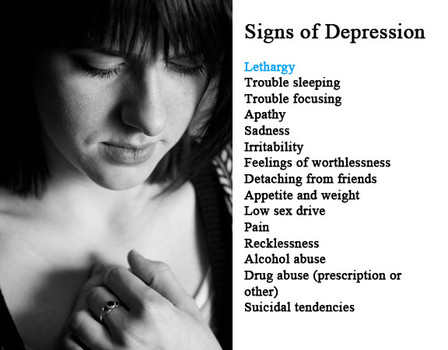 Signs of Depression
Lethargy
Trouble sleeping
Trouble focusing
Apathy
Sadness
Irritability
Feelings of worthlessness
Detaching from friends
Appetite and weight
Low sex drive
Pain
Recklessness
Alcohol abuse
Drug abuse (prescription or
other)
Suicidal tendencies